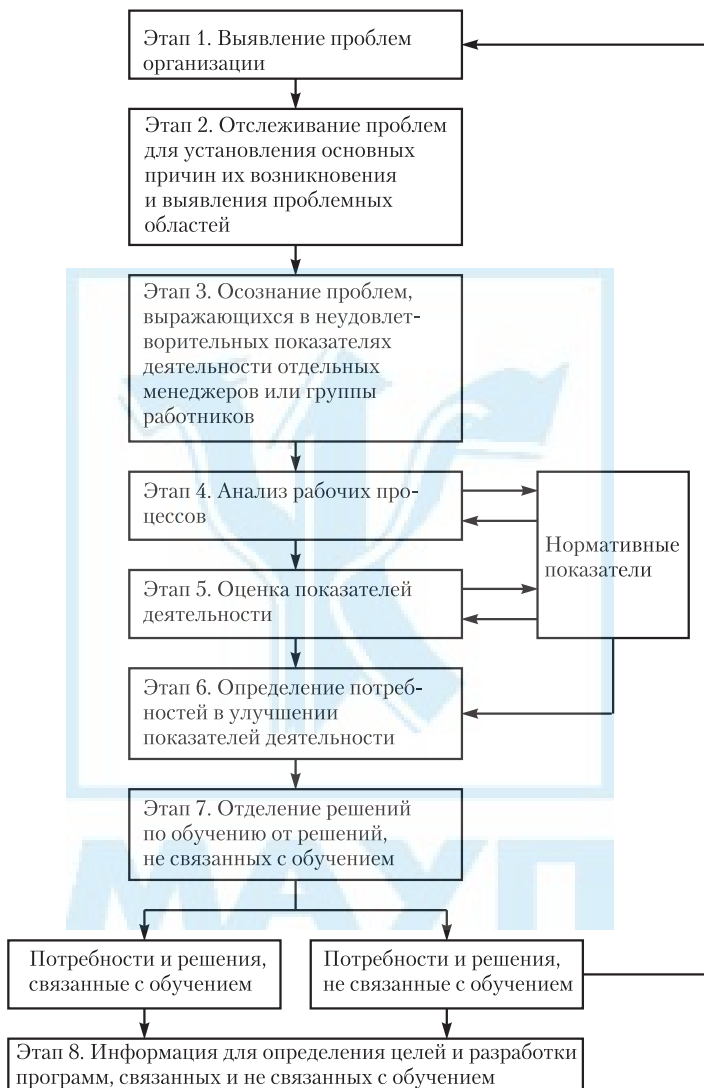 Этап 1. Выявление проблем
организации
Этап 2. Отслеживание проблем
для установления основных
причин их возникновения
и выявления проблемных
областей
Этап 3. Осознание проблем,
выражающихся в неудовлет-
ворительных показателях
деятельности отдельных
менеджеров или группы
работников
Этап 4. Анализ рабочих про-
цессов
Нормативные
показатели
Этап 5. Оценка показателей
деятельности
Этап 6. Определение потреб-
ностей в улучшении
показателей деятельности
Этап 7. Отделение решений
по обучению от решений,
не связанных с обучением
МАУП
Потребности и решения,
связанные с обучением
Потребности и решения,
не связанные с обучением
Этап 8. Информация для определения целей и разработки
программ, связанных и не связанных с обучением